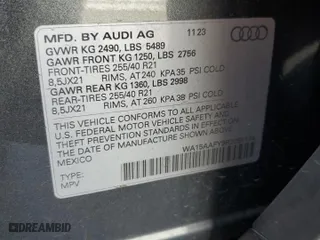 MFD. BY AUDI AG 11 23
GVWR KG 2490, LBS 5489
GAWR FRONT KG 1250, LBS 2756
FRONT-TIRES 255/40 R21
8,5JX21 RIMS, AT 240 KPA 35 PSI COLD
GAWR REAR KG 1360, LBS 2998
REAR-TIRES 255/40 R21
8,5JX21 RIMS, AT 260 KPA 38 PSI COLD
THIS VEHICLE CONFORMS TO ALL APPLICABLE
U.S. FEDERAL MOTOR VEHICLE SAFETY AND
THEFT PREVENTION STANDARDS IN EFFECT ON THE
DATE OF MANUFACTURE SHOWN ABOVE
MEXICO
TYPE:
MPV
DREAMBID